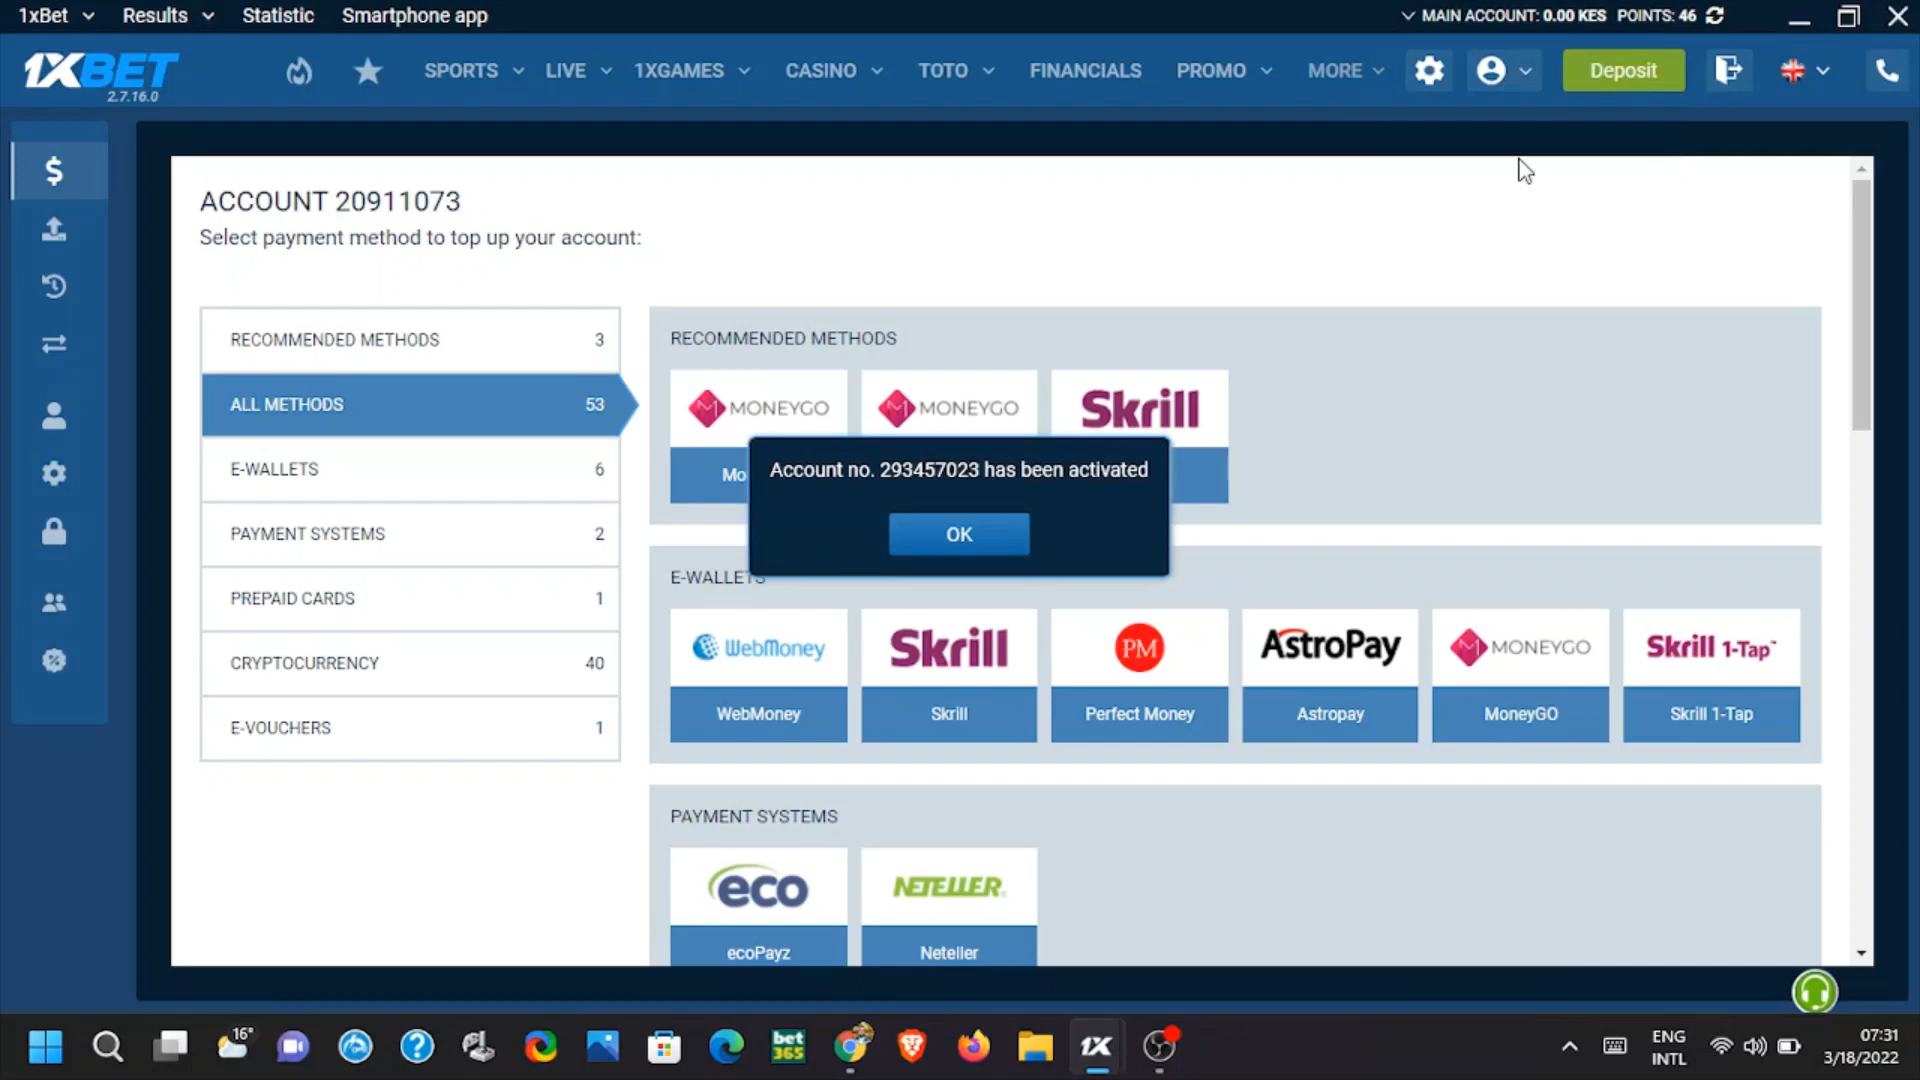 1xBet Results Statistic Smartphone app MAIN ACCOUNT: 0.00 KES POINTS: 46
1XBET SPORTS LIVE 1XGAMES CASINO TOTO FINANCIALS PROMO MORE Deposit
2.7.16.0
ACCOUNT 20911073
Select payment method to top up your account:
RECOMMENDED METHODS 3
ALL METHODS 53
E-WALLETS 6
PAYMENT SYSTEMS 2
PREPAID CARDS 1
CRYPTOCURRENCY 40
E-VOUCHERS 1
RECOMMENDED METHODS
MONEYGO MONEYGO Skrill
Mo
Account no. 293457023 has been activated
OK
E-WALLETS
WebMoney Skrill PM AstroPay MONEYGO Skrill 1-Tap™
WebMoney Skrill Perfect Money Astropay MoneyGO Skrill 1-Tap
PAYMENT SYSTEMS
eco NETELLER
ecoPayz Neteller
16°
bet
365
1X
ENG
INTL
07:31
3/18/2022